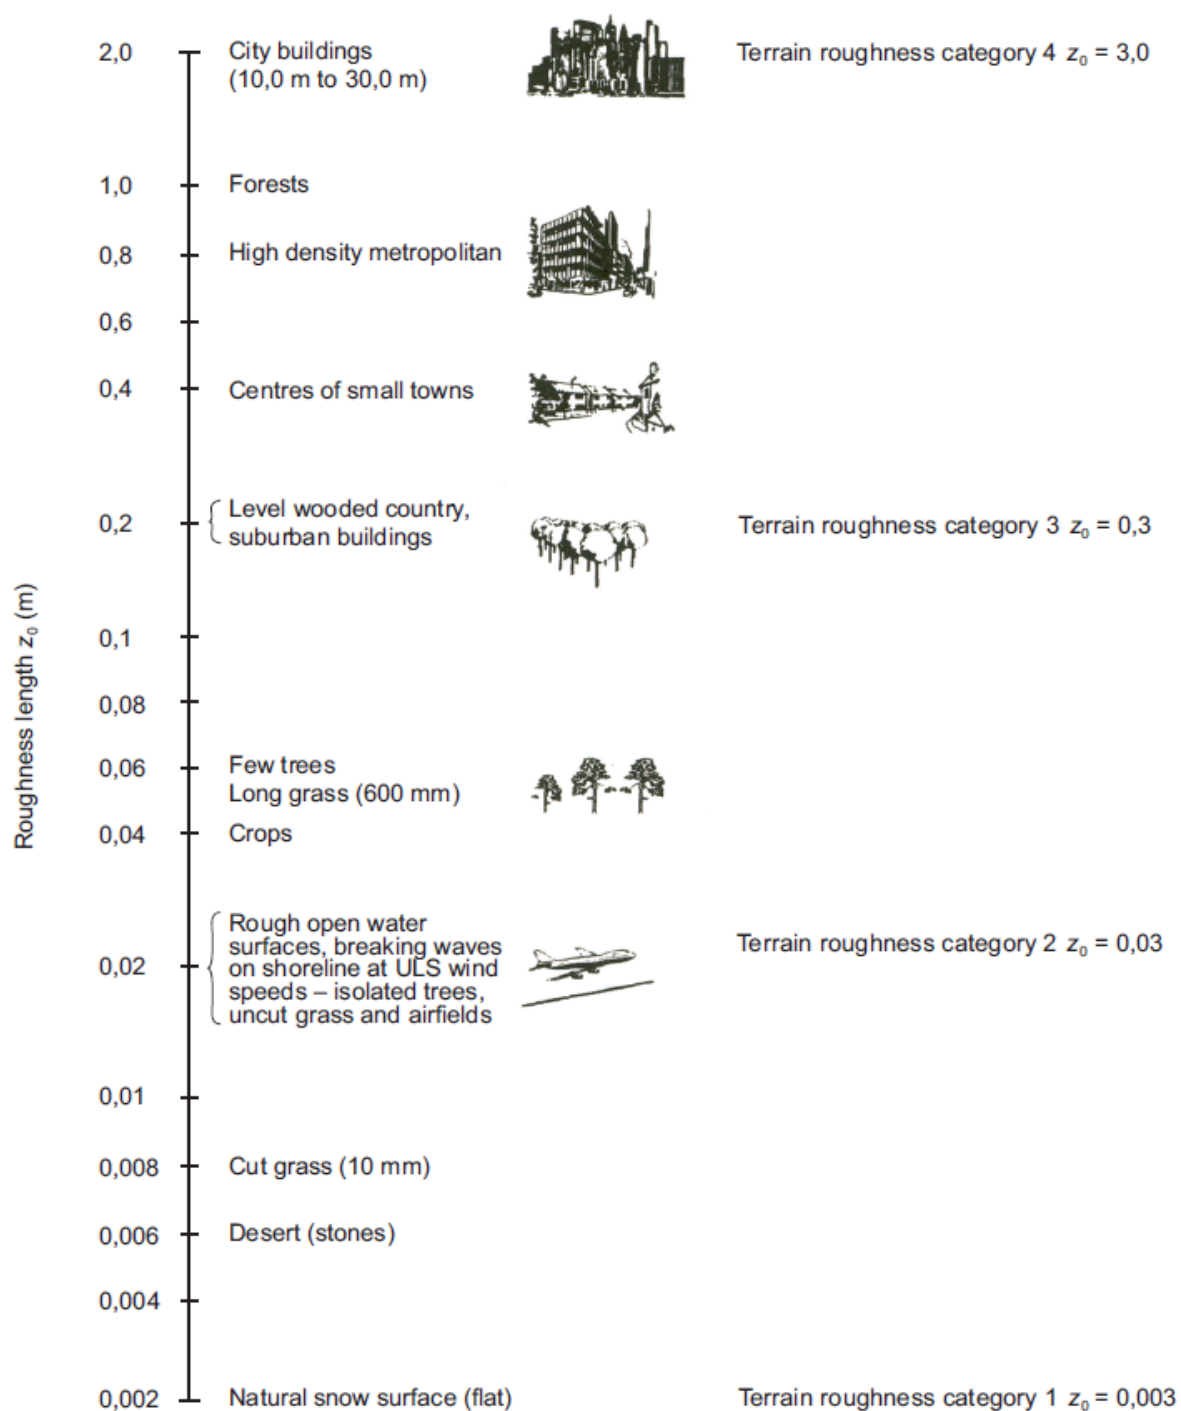 2,0
City buildings
(10,0 m to 30,0 m)
Terrain roughness category 4 z₀ = 3,0
1,0
Forests
0,8
High density metropolitan
0,6
0,4
Centres of small towns
0,2
Level wooded country,
suburban buildings
Terrain roughness category 3 z₀ = 0,3
Roughness length z₀ (m)
0,1
0,08
0,06
Few trees
Long grass (600 mm)
0,04
Crops
0,02
Rough open water
surfaces, breaking waves
on shoreline at ULS wind
speeds – isolated trees,
uncut grass and airfields
Terrain roughness category 2 z₀ = 0,03
0,01
0,008
Cut grass (10 mm)
0,006
Desert (stones)
0,004
0,002
Natural snow surface (flat)
Terrain roughness category 1 z₀ = 0,003